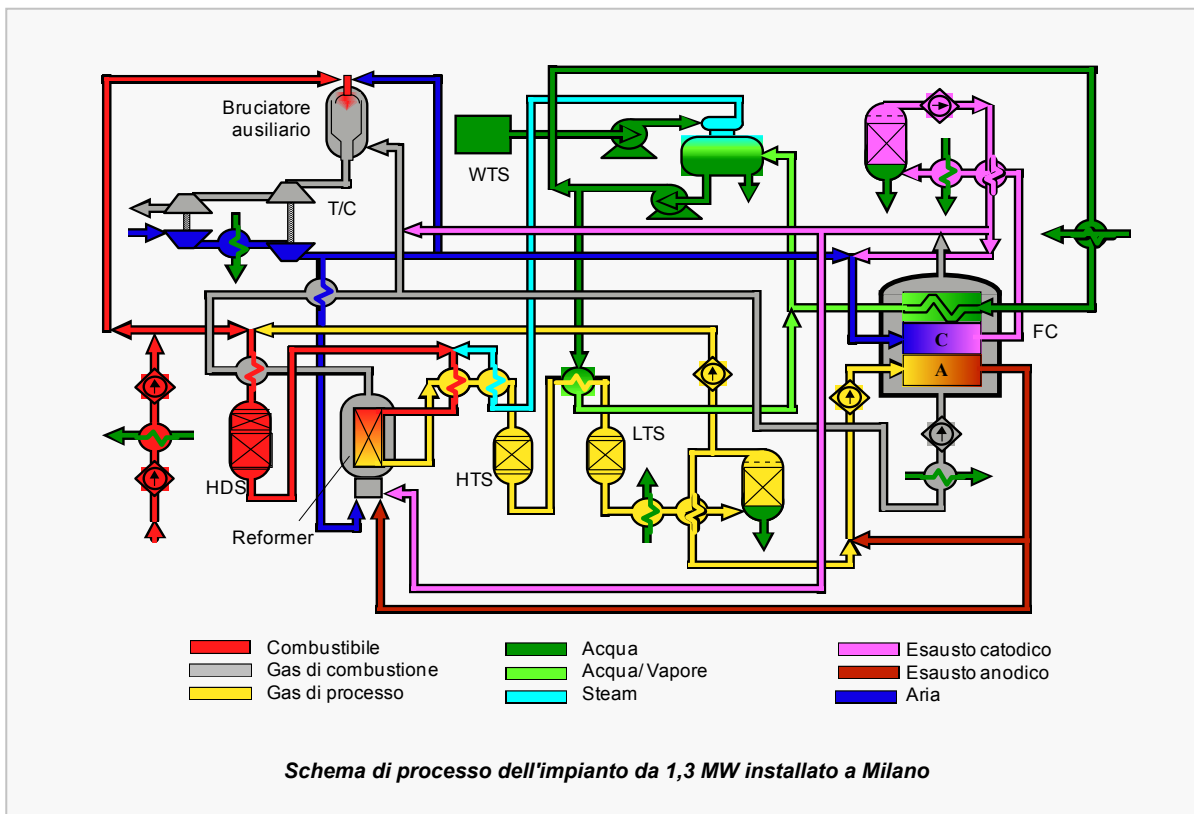 Bruciatore
ausiliario
WTS
T/C
FC
C
A
LTS
HDS
HTS
Reformer
Combustibile
Gas di combustione
Gas di processo
Acqua
Acqua/ Vapore
Steam
Esausto catodico
Esausto anodico
Aria
Schema di processo dell'impianto da 1,3 MW installato a Milano